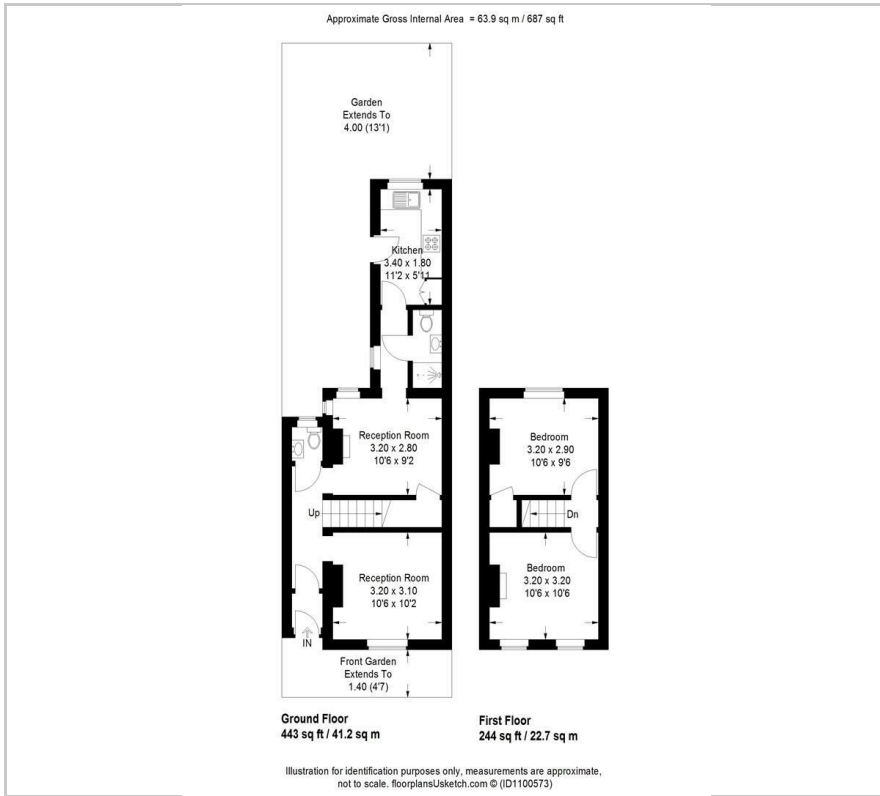 Approximate Gross Internal Area = 63.9 sq m / 687 sq ft
Garden
Extends To
4.00 (13'1)
Kitchen
3.40 x 1.80
11'2 x 5'11
Reception Room
3.20 x 2.80
10'6 x 9'2
Up
Reception Room
3.20 x 3.10
10'6 x 10'2
IN
Front Garden
Extends To
1.40 (4'7)
Bedroom
3.20 x 2.90
10'6 x 9'6
Dn
Bedroom
3.20 x 3.20
10'6 x 10'6
Ground Floor
443 sq ft / 41.2 sq m
First Floor
244 sq ft / 22.7 sq m
Illustration for identification purposes only, measurements are approximate,
not to scale. floorplansUsketch.com © (ID1100573)